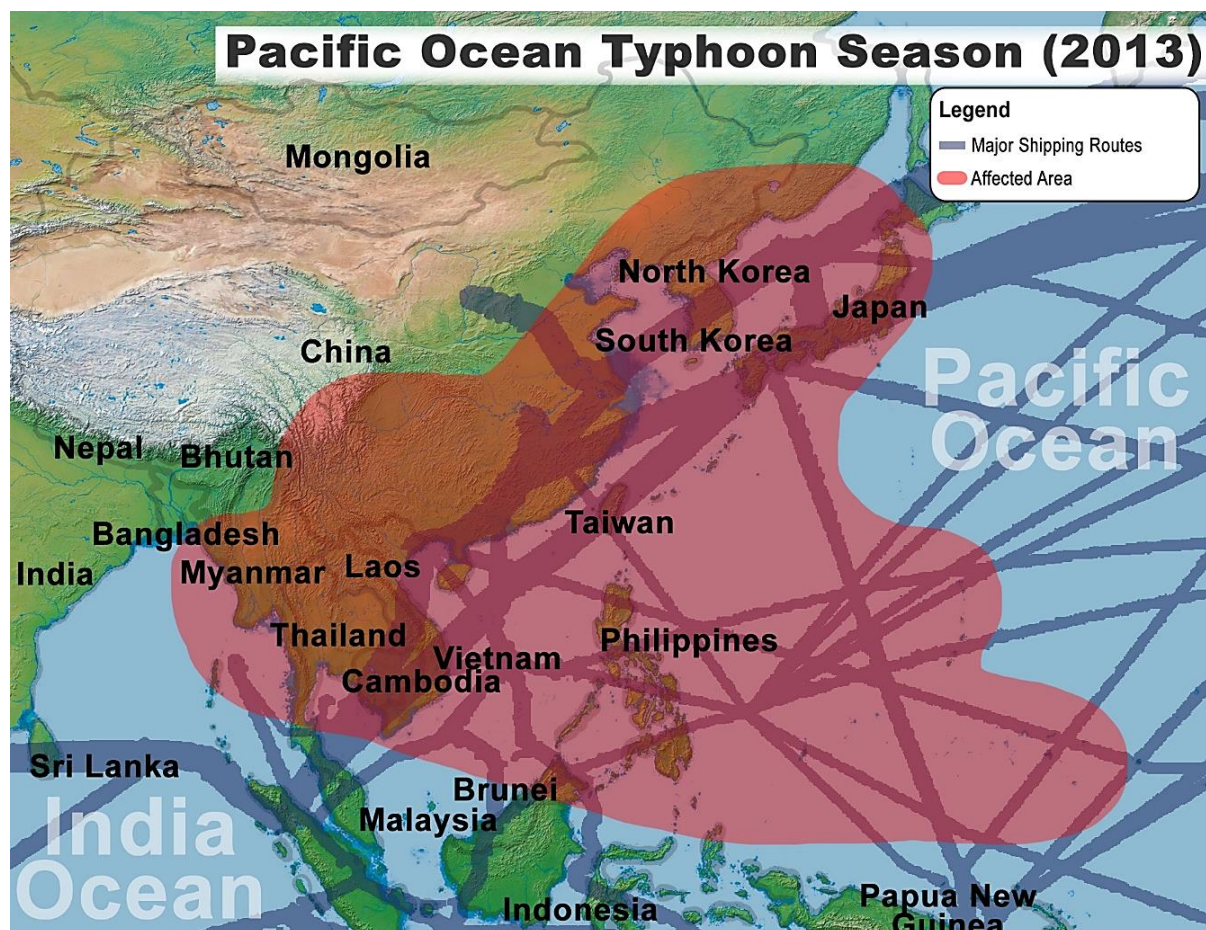 Pacific Ocean Typhoon Season (2013)
Legend
Major Shipping Routes
Affected Area
Mongolia
North Korea
Japan
South Korea
China
Pacific
Ocean
Nepal
Bhutan
Taiwan
Bangladesh
India
Myanmar
Laos
Thailand
Philippines
Vietnam
Cambodia
Sri Lanka
Brunei
Malaysia
India
Ocean
Indonesia
Papua New
Guinea